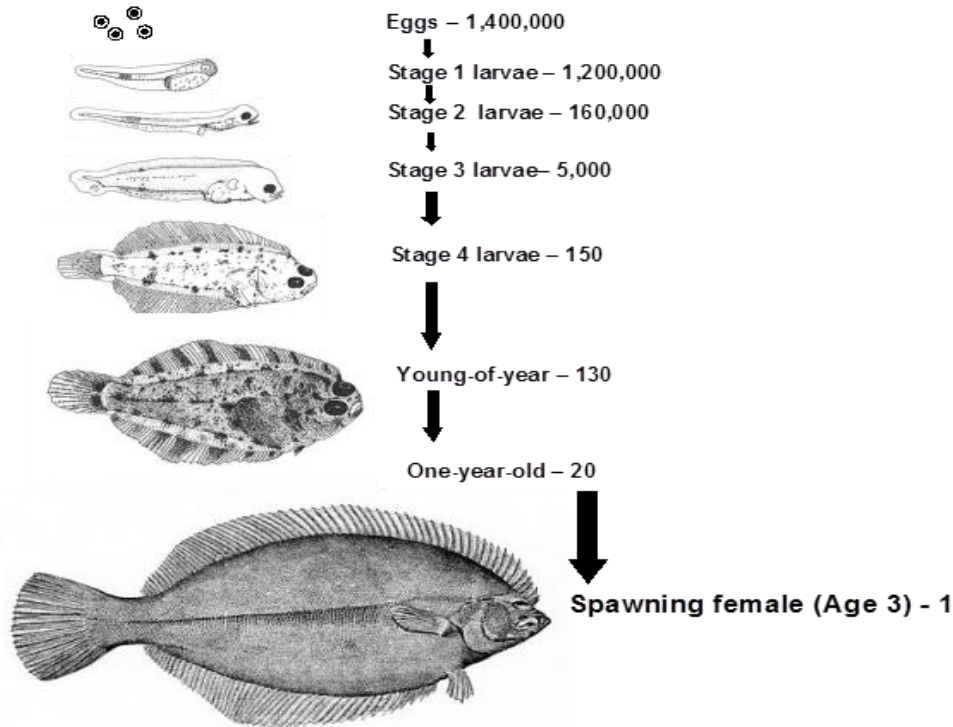 Eggs – 1,400,000
Stage 1 larvae – 1,200,000
Stage 2 larvae – 160,000
Stage 3 larvae– 5,000
Stage 4 larvae – 150
Young-of-year – 130
One-year-old – 20
Spawning female (Age 3) - 1